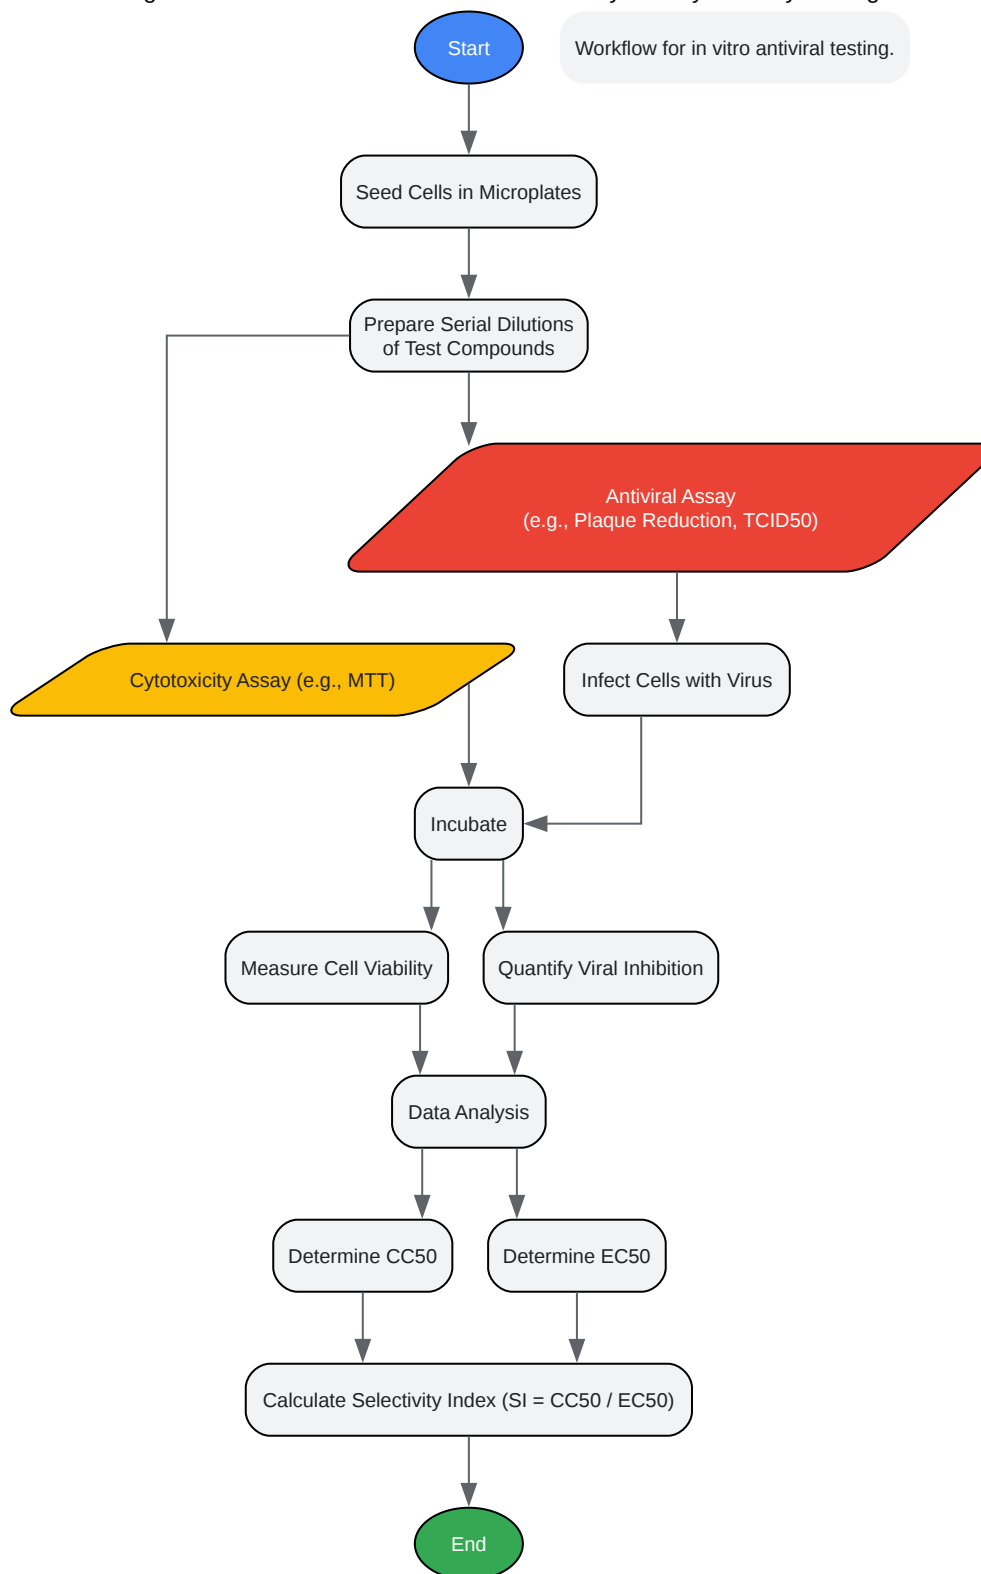 Start
Workflow for in vitro antiviral testing.
Seed Cells in Microplates
Prepare Serial Dilutions
of Test Compounds
Antiviral Assay
(e.g., Plaque Reduction, TCID50)
Cytotoxicity Assay (e.g., MTT)
Infect Cells with Virus
Incubate
Measure Cell Viability
Quantify Viral Inhibition
Data Analysis
Determine CC50
Determine EC50
Calculate Selectivity Index (SI = CC50 / EC50)
End